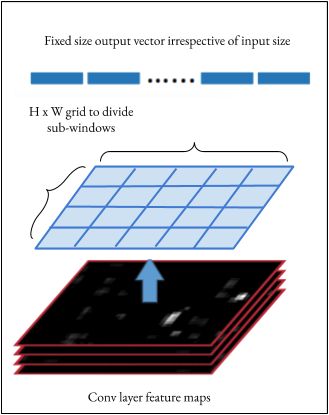 Fixed size output vector irrespective of input size
H x W grid to divide
sub-windows
Conv layer feature maps